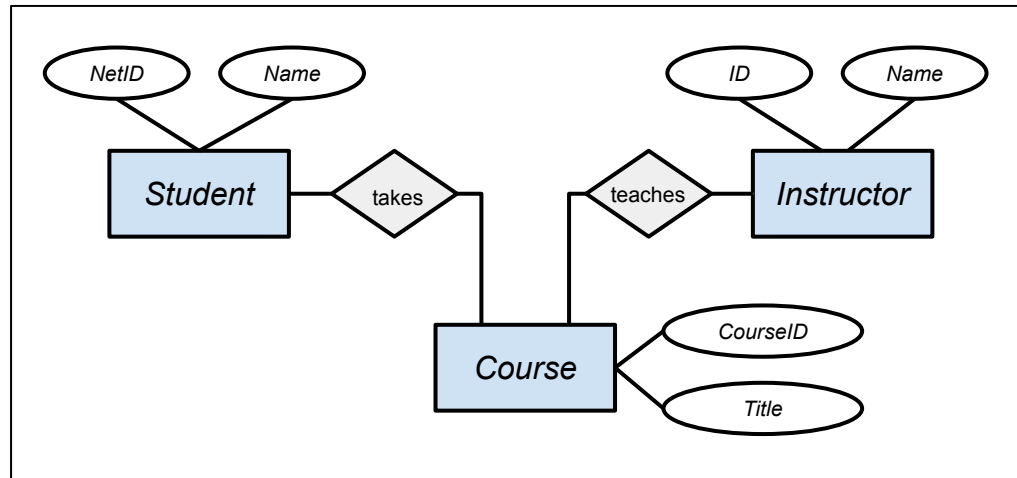 NetID
Name
ID
Name
Student
takes
teaches
Instructor
CourseID
Course
Title